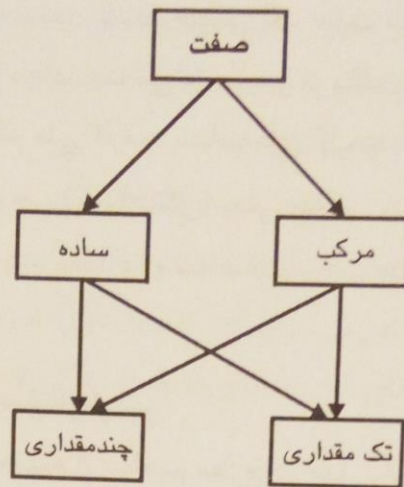 صفت
مرکب
ساده
تک مقداری
چندمقداری